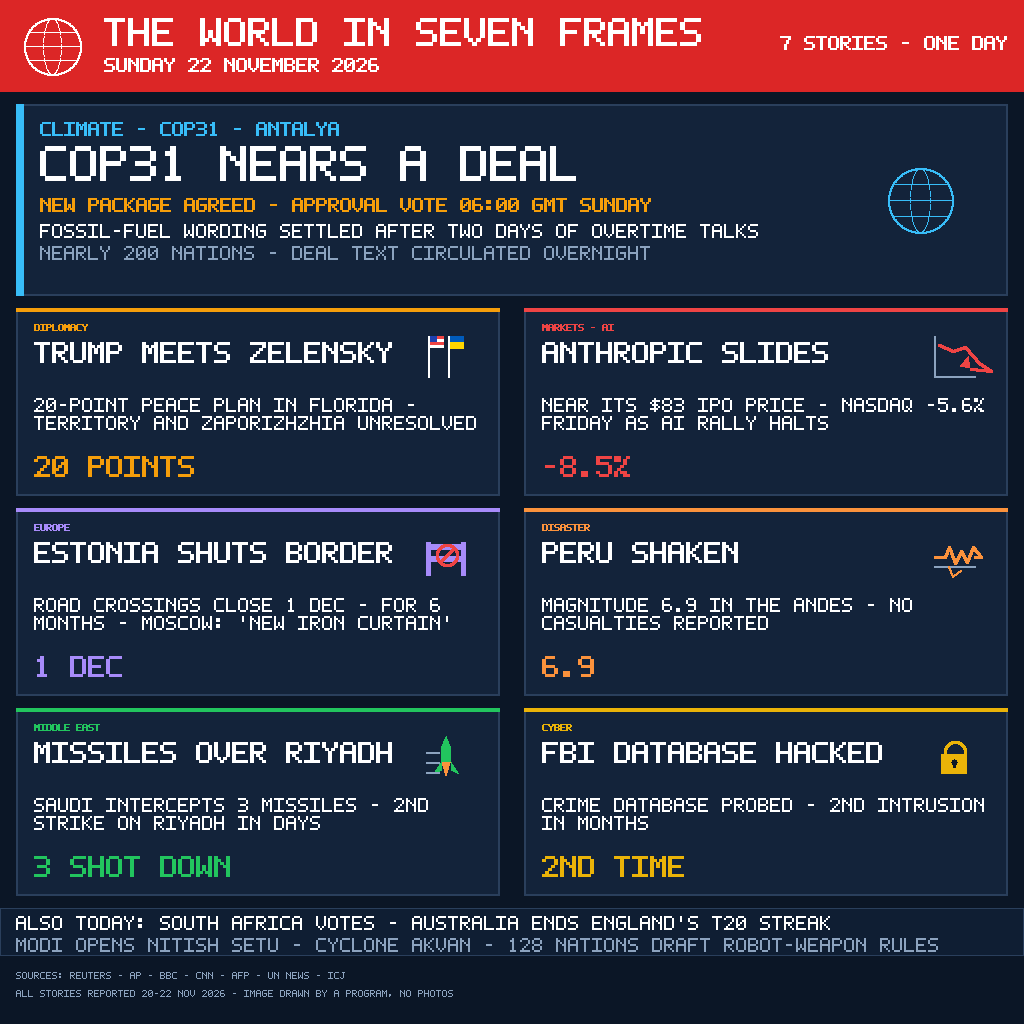 THE WORLD IN SEVEN FRAMES
SUNDAY 22 NOVEMBER 2026
7 STORIES - ONE DAY
CLIMATE - COP31 - ANTALYA
COP31 NEARS A DEAL
NEW PACKAGE AGREED - APPROVAL VOTE 06:00 GMT SUNDAY
FOSSIL-FUEL WORDING SETTLED AFTER TWO DAYS OF OVERTIME TALKS
NEARLY 200 NATIONS - DEAL TEXT CIRCULATED OVERNIGHT
DIPLOMACY
TRUMP MEETS ZELENSKY
20-POINT PEACE PLAN IN FLORIDA -
TERRITORY AND ZAPORIZHZHIA UNRESOLVED
20 POINTS
MARKETS - AI
ANTHROPIC SLIDES
NEAR ITS $83 IPO PRICE - NASDAQ -5.6%
FRIDAY AS AI RALLY HALTS
-8.5%
EUROPE
ESTONIA SHUTS BORDER
ROAD CROSSINGS CLOSE 1 DEC - FOR 6
MONTHS - MOSCOW: 'NEW IRON CURTAIN'
1 DEC
DISASTER
PERU SHAKEN
MAGNITUDE 6.9 IN THE ANDES - NO
CASUALTIES REPORTED
6.9
MIDDLE EAST
MISSILES OVER RIYADH
SAUDI INTERCEPTS 3 MISSILES - 2ND
STRIKE ON RIYADH IN DAYS
3 SHOT DOWN
CYBER
FBI DATABASE HACKED
CRIME DATABASE PROBED - 2ND INTRUSION
IN MONTHS
2ND TIME
ALSO TODAY: SOUTH AFRICA VOTES - AUSTRALIA ENDS ENGLAND'S T20 STREAK
MODI OPENS NITISH SETU - CYCLONE AKVAN - 128 NATIONS DRAFT ROBOT-WEAPON RULES
SOURCES: REUTERS - AP - BBC - CNN - AFP - UN NEWS - ICJ
ALL STORIES REPORTED 20-22 NOV 2026 - IMAGE DRAWN BY A PROGRAM, NO PHOTOS